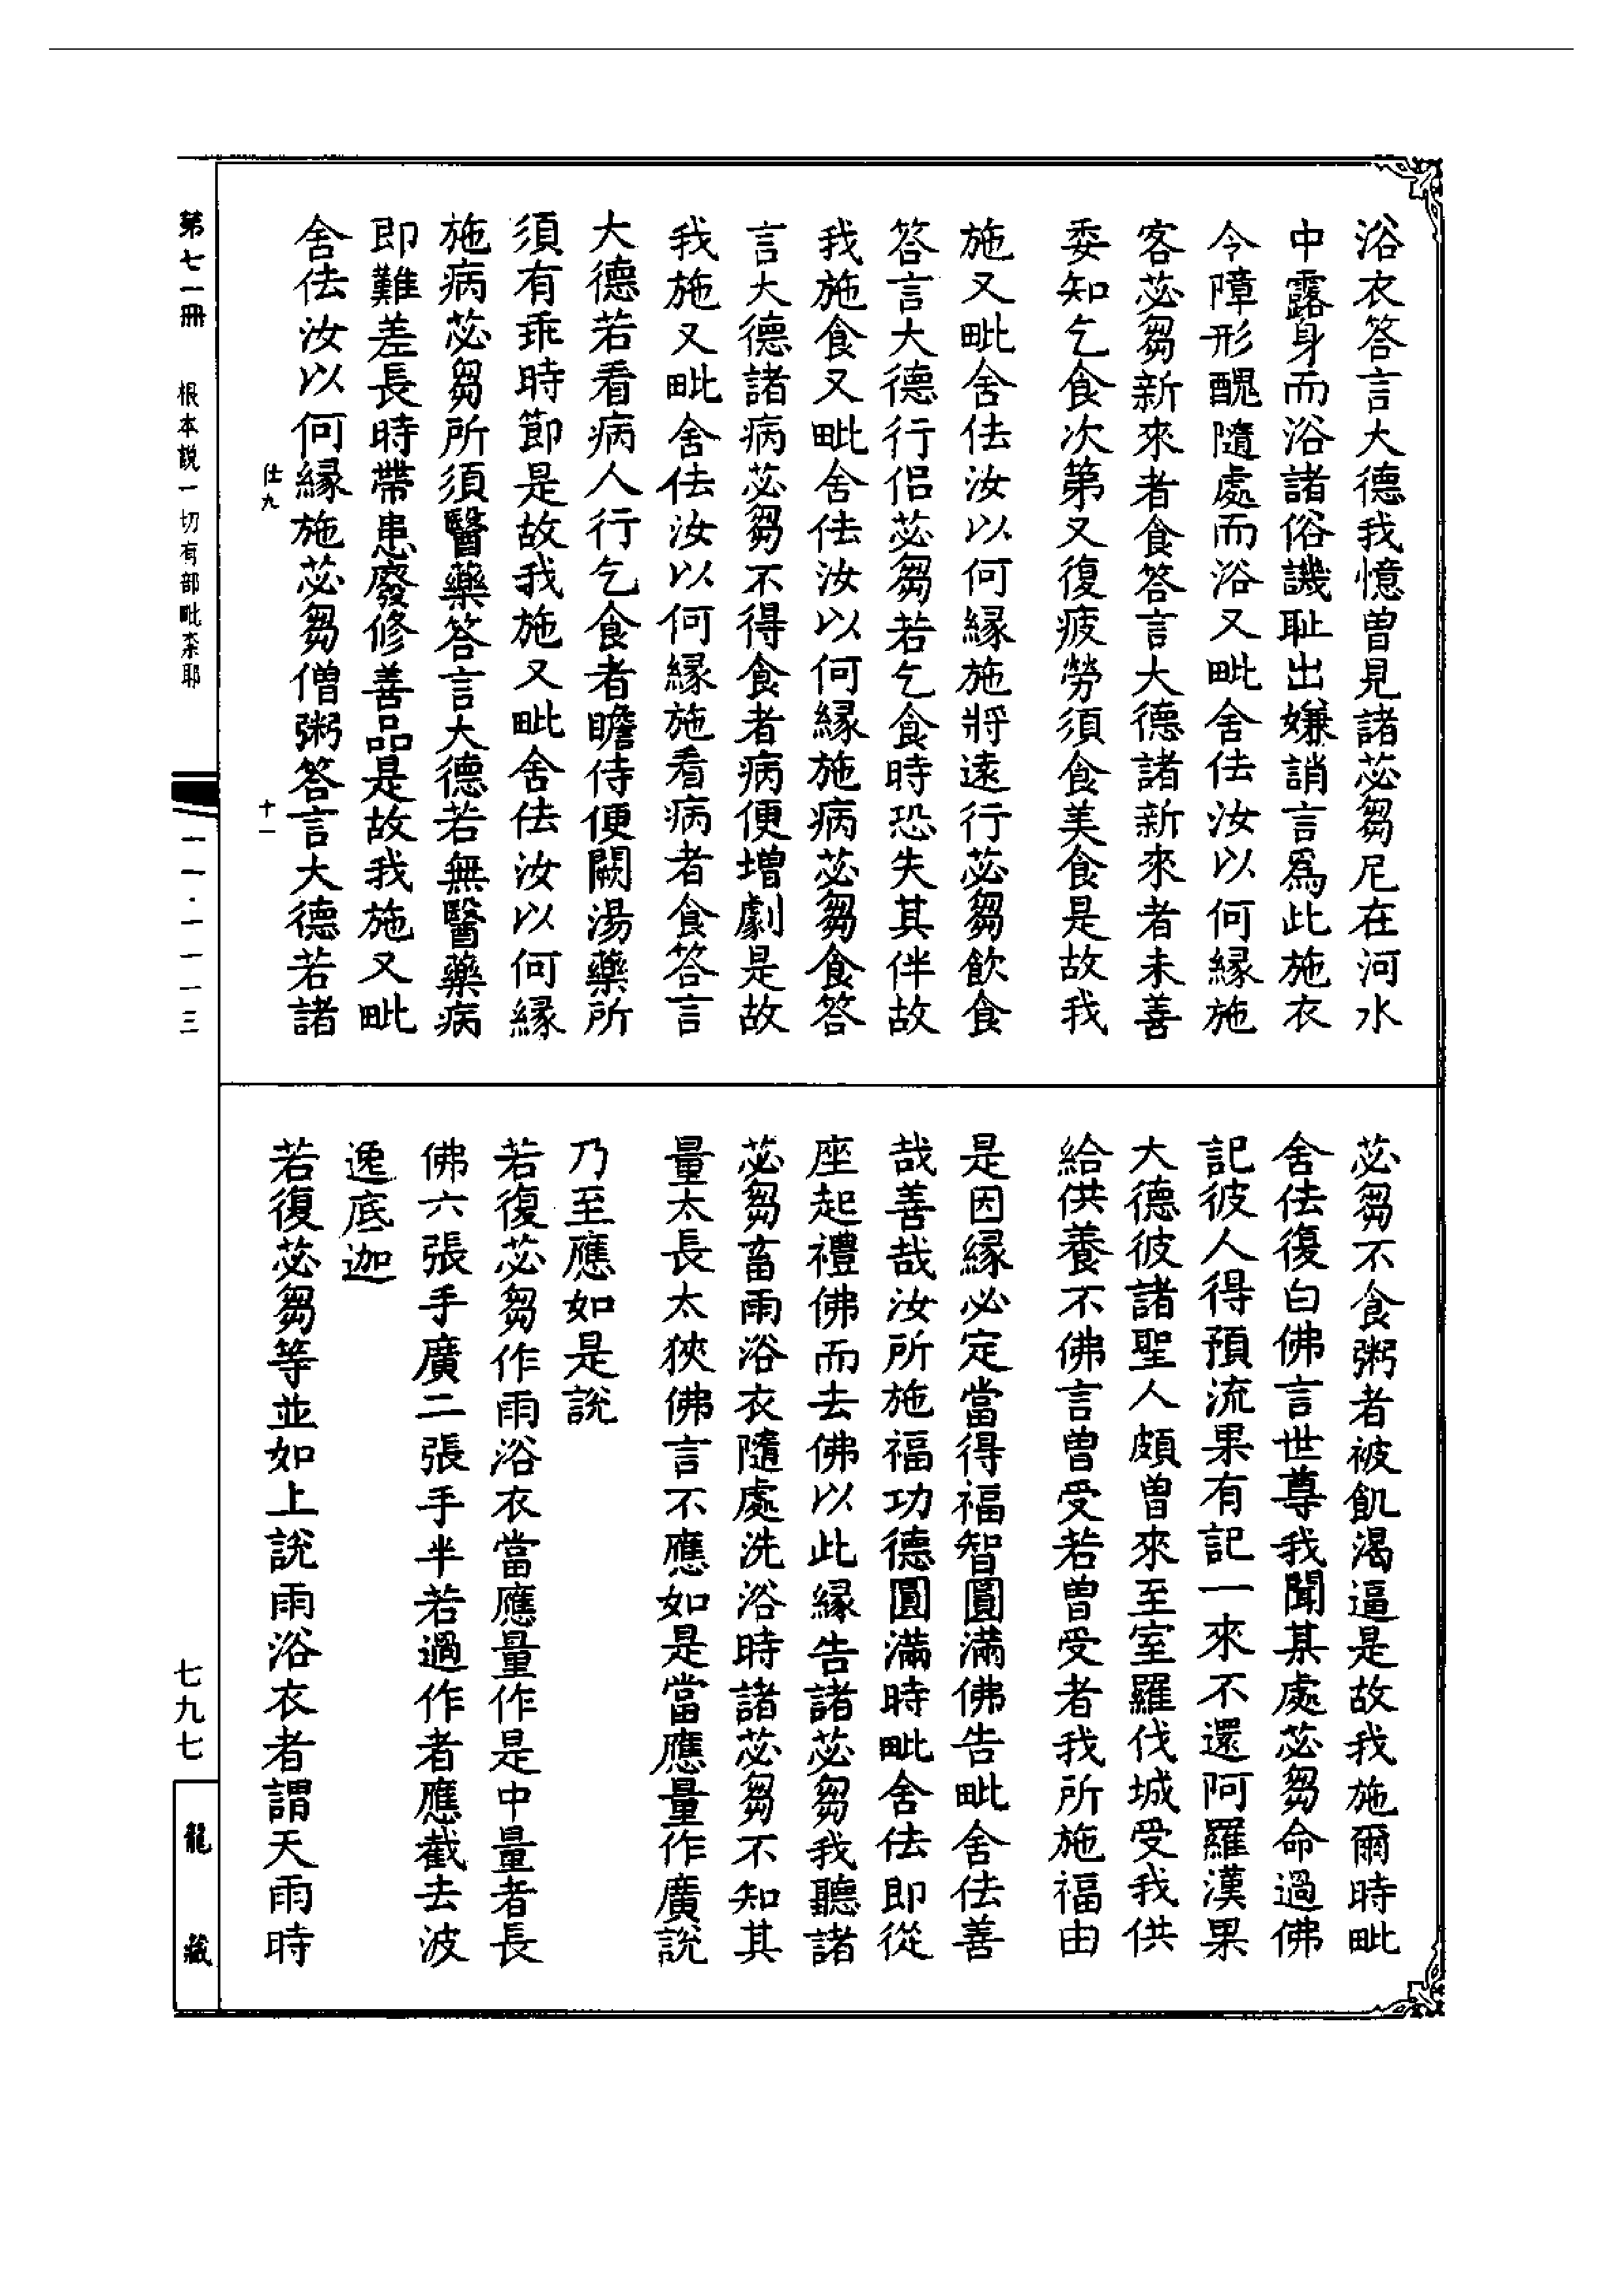 浴衣答言大德我憶曾見諸苾芻尼在河水
中露身而浴諸俗譏恥出嫌誚言爲此施衣
令障形醜隨處而浴又毗舍佉汝以何緣施
客苾芻新來者食答言大德諸新來者未善
委知乞食次第又復疲勞須食美食是故我
施又毗舍佉汝以何緣施將遠行苾芻飲食
答言大德行侶苾芻若乞食時恐失其伴故
我施食又毗舍佉汝以何緣施病苾芻食答
言大德諸病苾芻不得食者病便增劇是故
我施又毗舍佉汝以何緣施看病者食答言
大德若看病人行乞食者瞻侍便闕湯藥所
須有乖時節是故我施又毗舍佉汝以何緣
施病苾芻所須醫藥答言大德若無醫藥病
即難差長時帶患廢修善品是故我施又毗
舍佉汝以何緣施苾芻僧粥答言大德若諸
仕九
十一
苾芻不食粥者被飢渴逼是故我施爾時毗
舍佉復白佛言世尊我聞某處苾芻命過佛
記彼人得預流果有記一來不還阿羅漢果
大德彼諸聖人頗曾來至室羅伐城受我供
給供養不佛言曾受若曾受者我所施福由
是因緣必定當得福智圓滿佛告毗舍佉善
哉善哉汝所施福功德圓滿時毗舍佉即從
座起禮佛而去佛以此緣告諸苾芻我聽諸
苾芻畜雨浴衣隨處洗浴時諸苾芻不知其
量太長太狹佛言不應如是當應量作廣說
乃至應如是說
若復苾芻作雨浴衣當應量作是中量者長
佛六張手廣二張手半若過作者應截去波
逸底迦
若復苾芻等並如上說雨浴衣者謂天雨時
第七一冊
根本說一切有部毗奈耶
一一·一一一三
七九七
龍藏